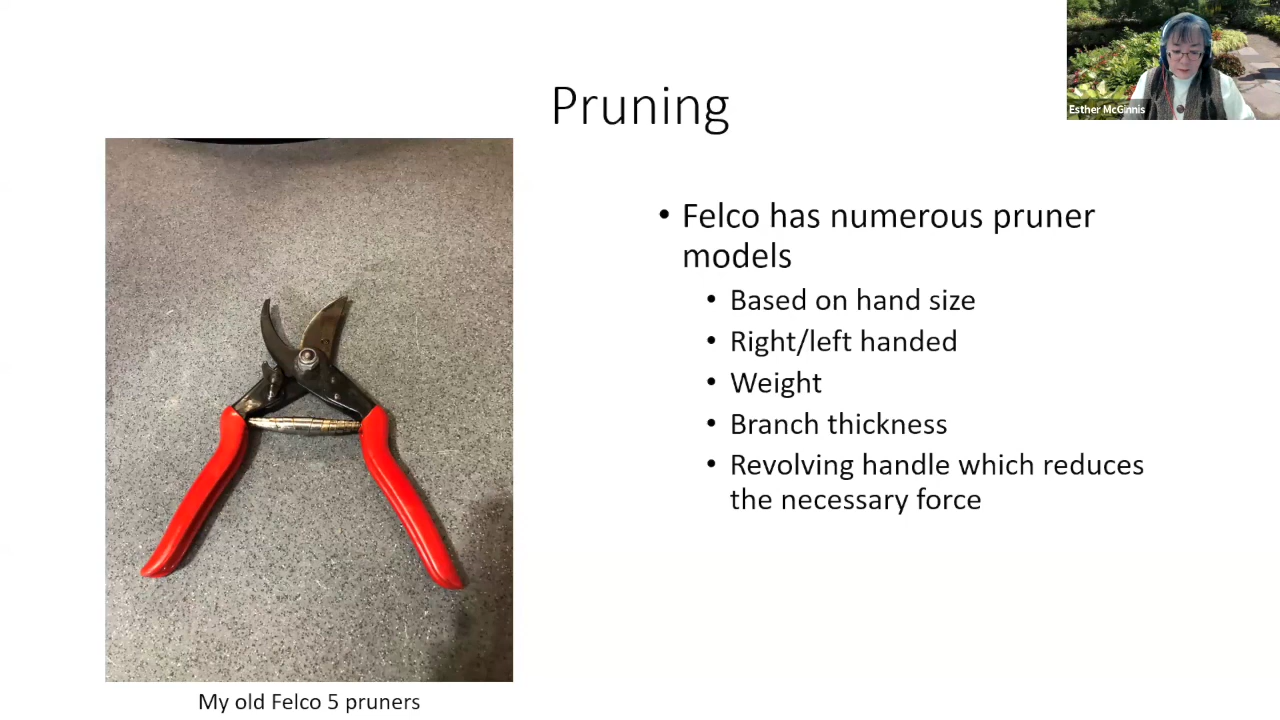 Esther McGinnis
Pruning
• Felco has numerous pruner
models
• Based on hand size
• Right/left handed
• Weight
• Branch thickness
• Revolving handle which reduces
the necessary force
My old Felco 5 pruners